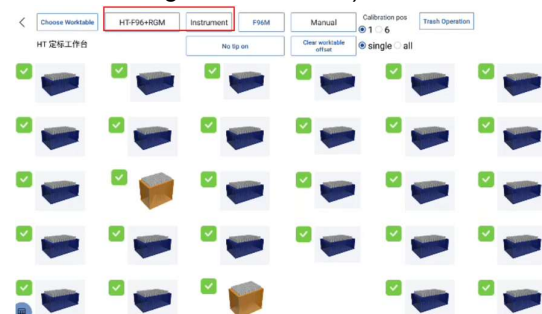 Choose Worktable HT-F96+RGM Instrument F96M Manual Calibration pos Trash Operation
1 6
HT 定标工作台 No tip on Clear worktable offset single all